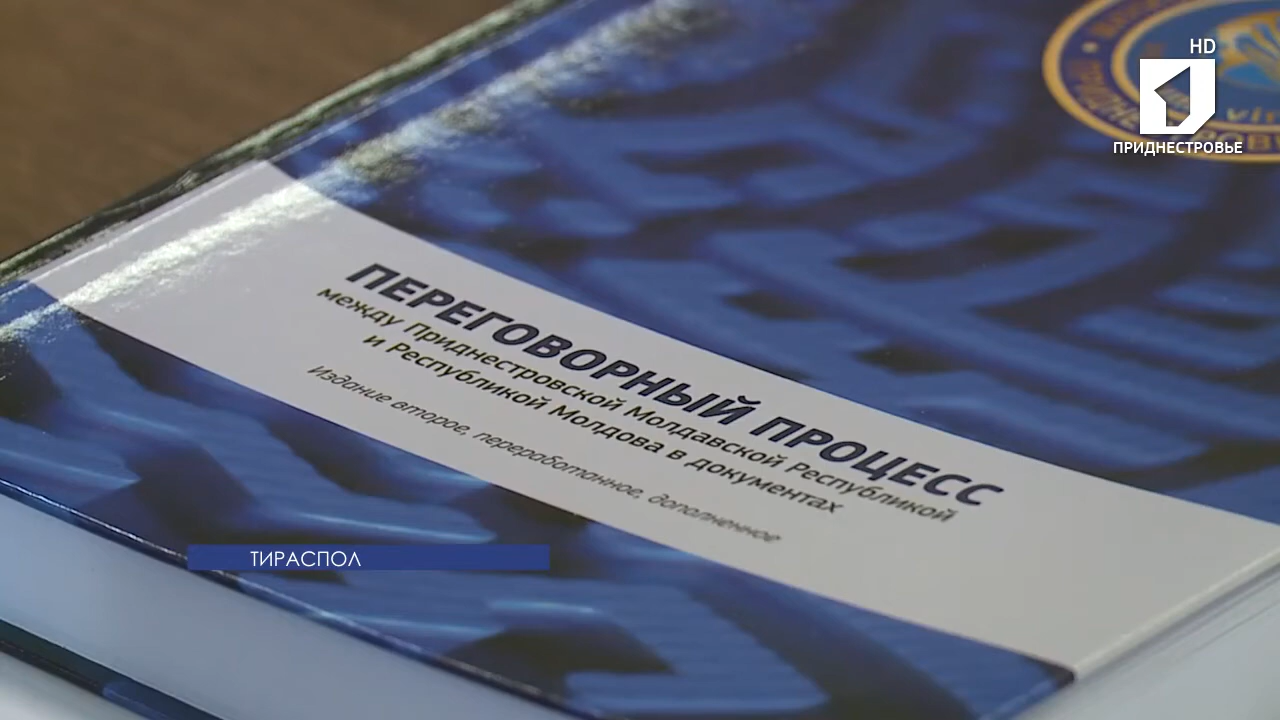 HD
ПРИДНЕСТРОВЬЕ
ПЕРЕГОВОРНЫЙ ПРОЦЕСС
между Приднестровской Молдавской Республикой
и Республикой Молдова в документах
Издание второе, переработанное, дополненное
ТИРАСПОЛ